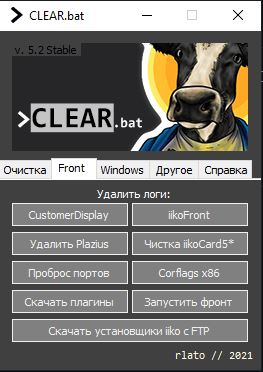 CLEAR.bat
v. 5.2 Stable
>CLEAR.bat
Очистка Front Windows Другое Справка
Удалить логи:
CustomerDisplay iikoFront
Удалить Plazius Чистка iikoCard5*
Проброс портов Corflags x86
Скачать плагины Запустить фронт
Скачать установщики iiko с FTP
rlato // 2021